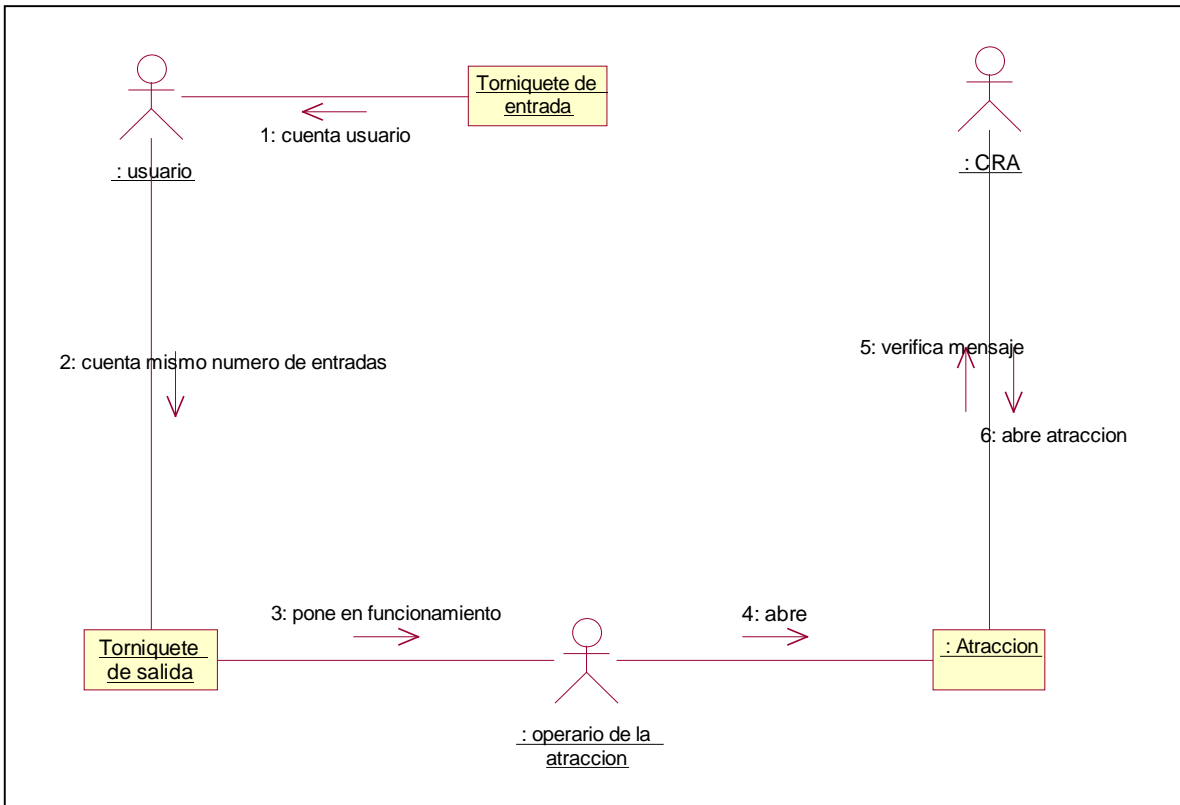 Torniquete de
entrada
1: cuenta usuario
: usuario
: CRA
2: cuenta mismo numero de entradas
5: verifica mensaje
6: abre atraccion
3: pone en funcionamiento
4: abre
Torniquete
de salida
: Atraccion
: operario de la
atraccion